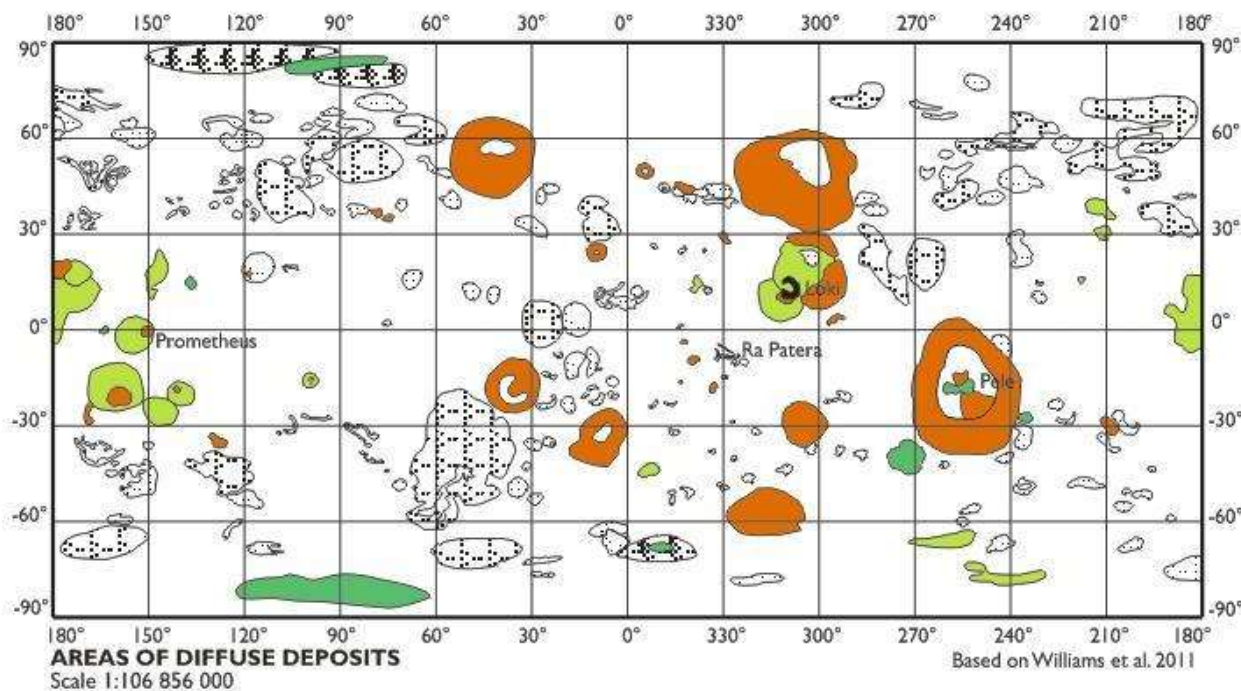 180° 150° 120° 90° 60° 30° 0° 330° 300° 270° 240° 210° 180°
90° 90°
60° 60°
30° 30°
Loki
0° 0°
Prometheus
Ra Patera
Pele
-30° -30°
-60° -60°
-90° -90°
180° 150° 120° 90° 60° 30° 0° 330° 300° 270° 240° 210° 180°
AREAS OF DIFFUSE DEPOSITS
Based on Williams et al. 2011
Scale 1:106 856 000